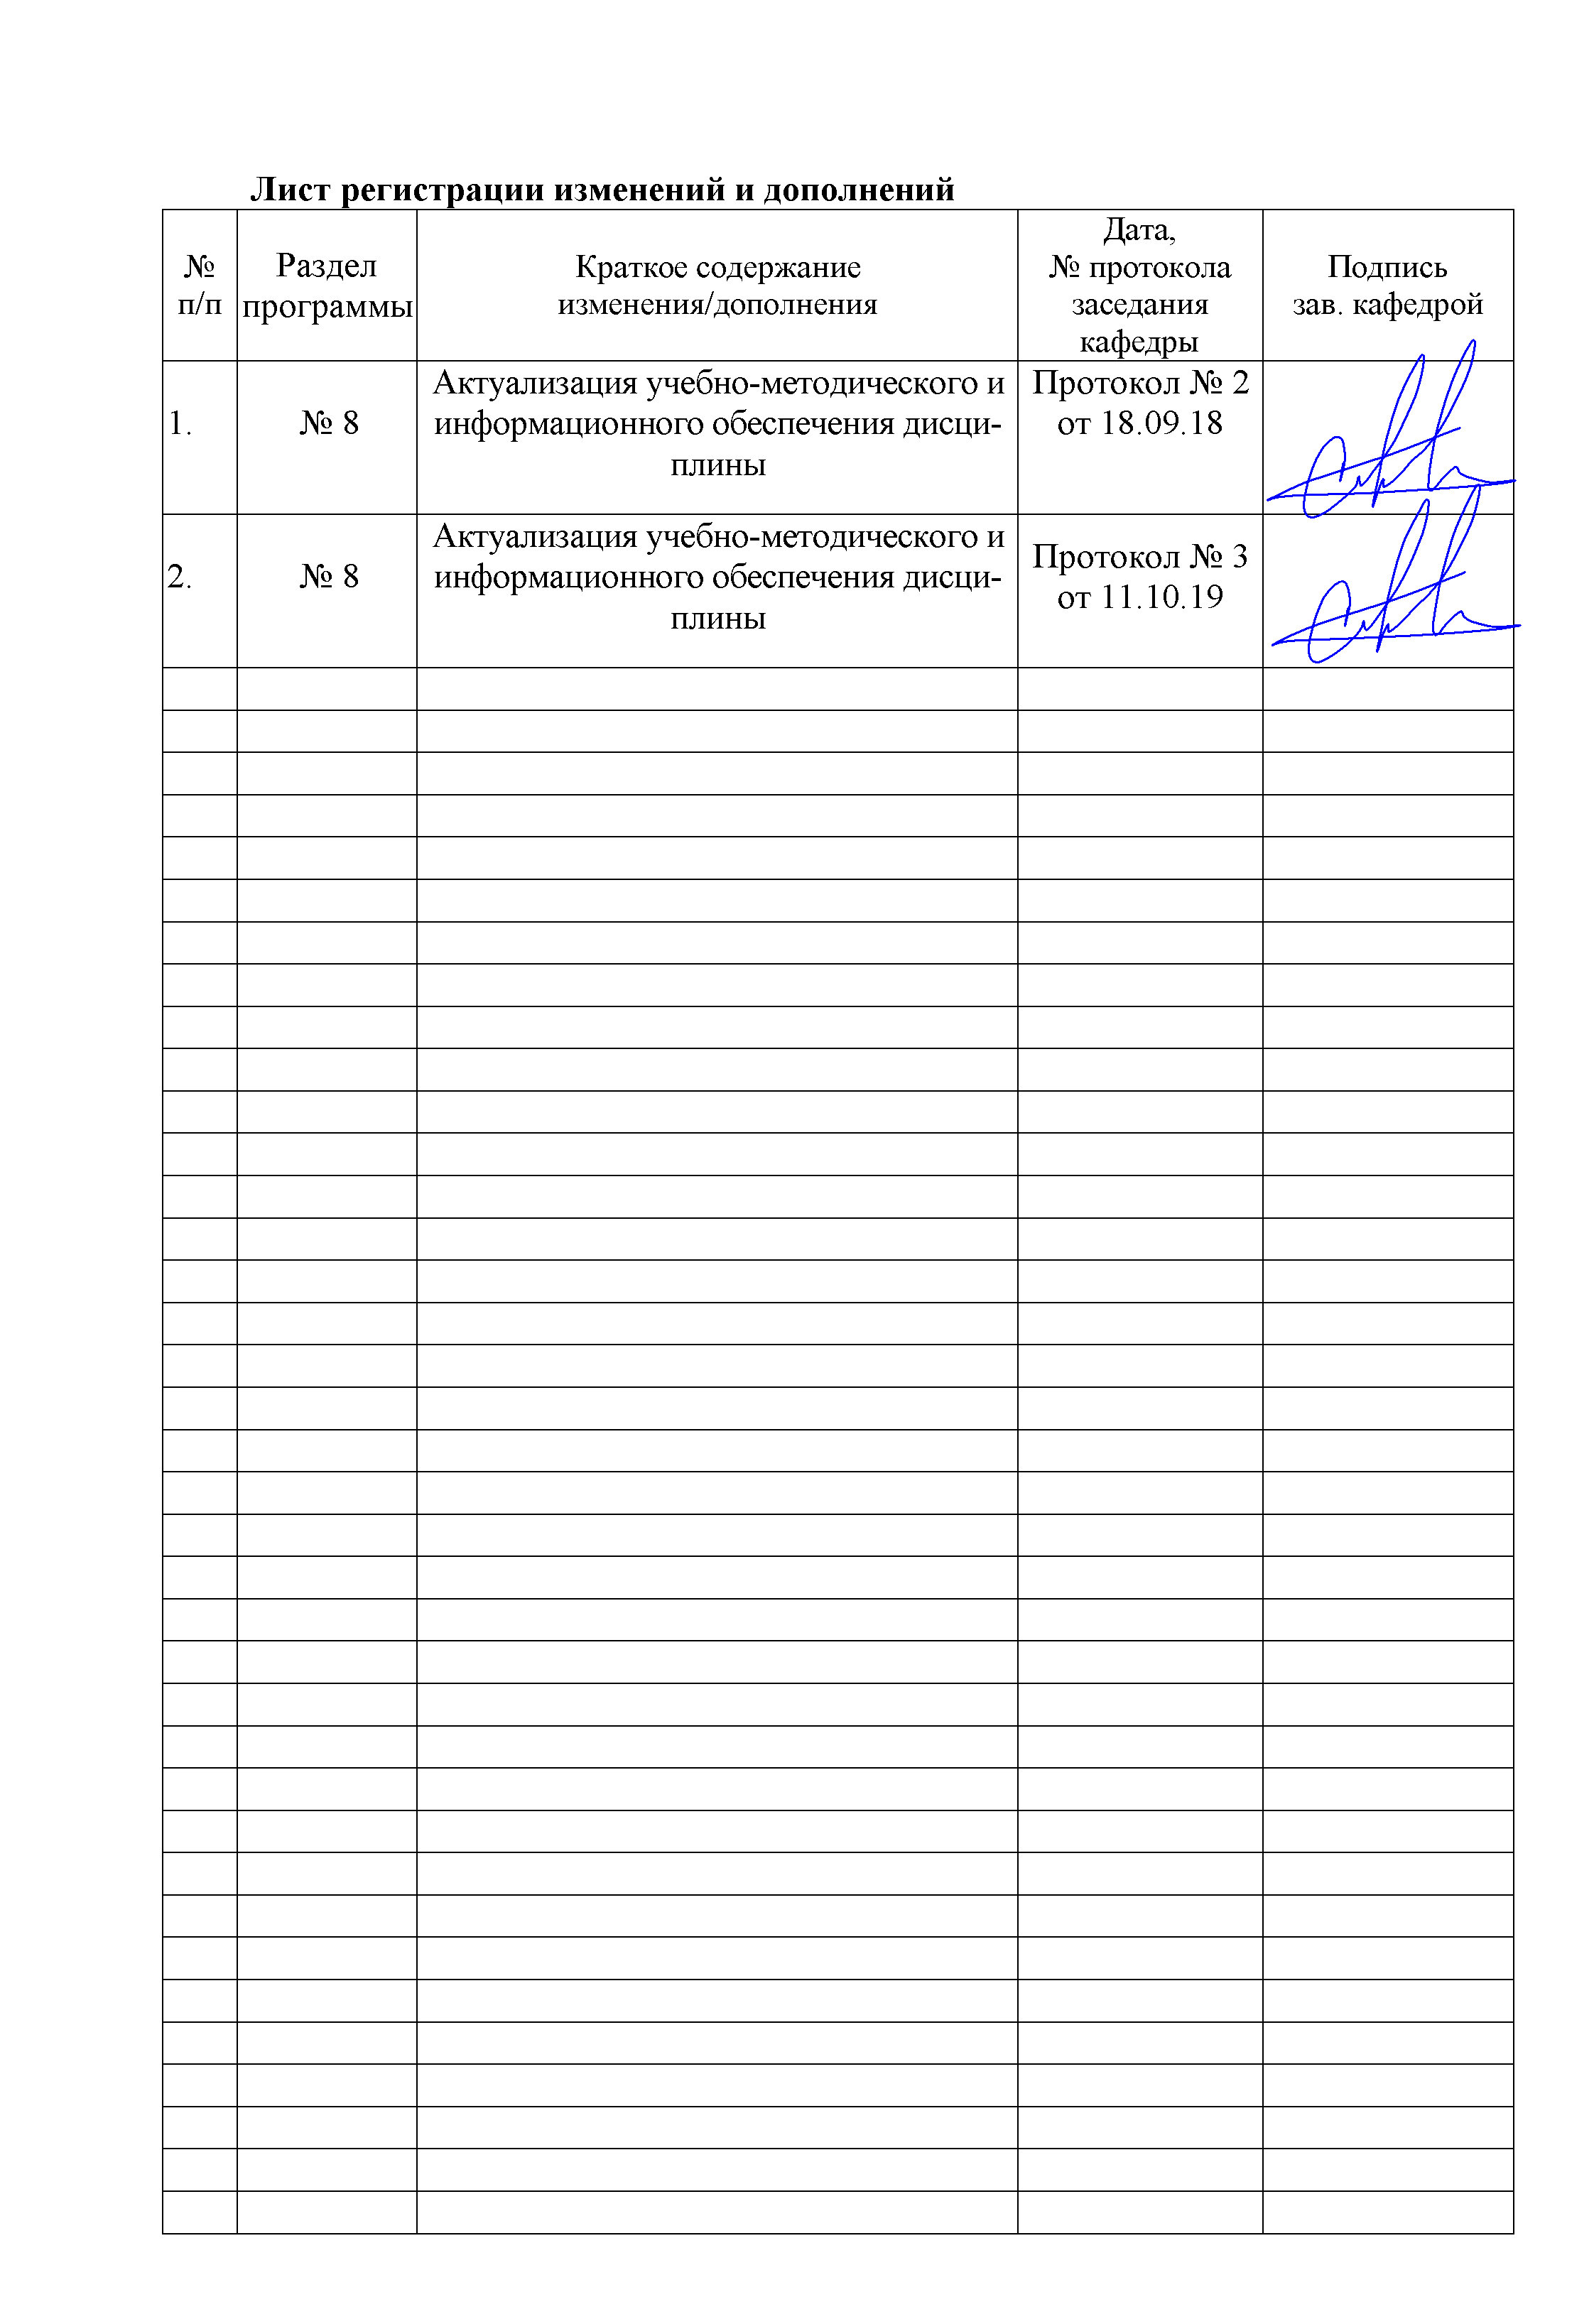 Лист регистрации изменений и дополнений
№
п/п
Раздел
программы
Краткое содержание
изменения/дополнения
Дата,
№ протокола
заседания
кафедры
Подпись
зав. кафедрой
1.
№ 8
Актуализация учебно-методического и
информационного обеспечения дисци-
плины
Протокол № 2
от 18.09.18
2.
№ 8
Актуализация учебно-методического и
информационного обеспечения дисци-
плины
Протокол № 3
от 11.10.19